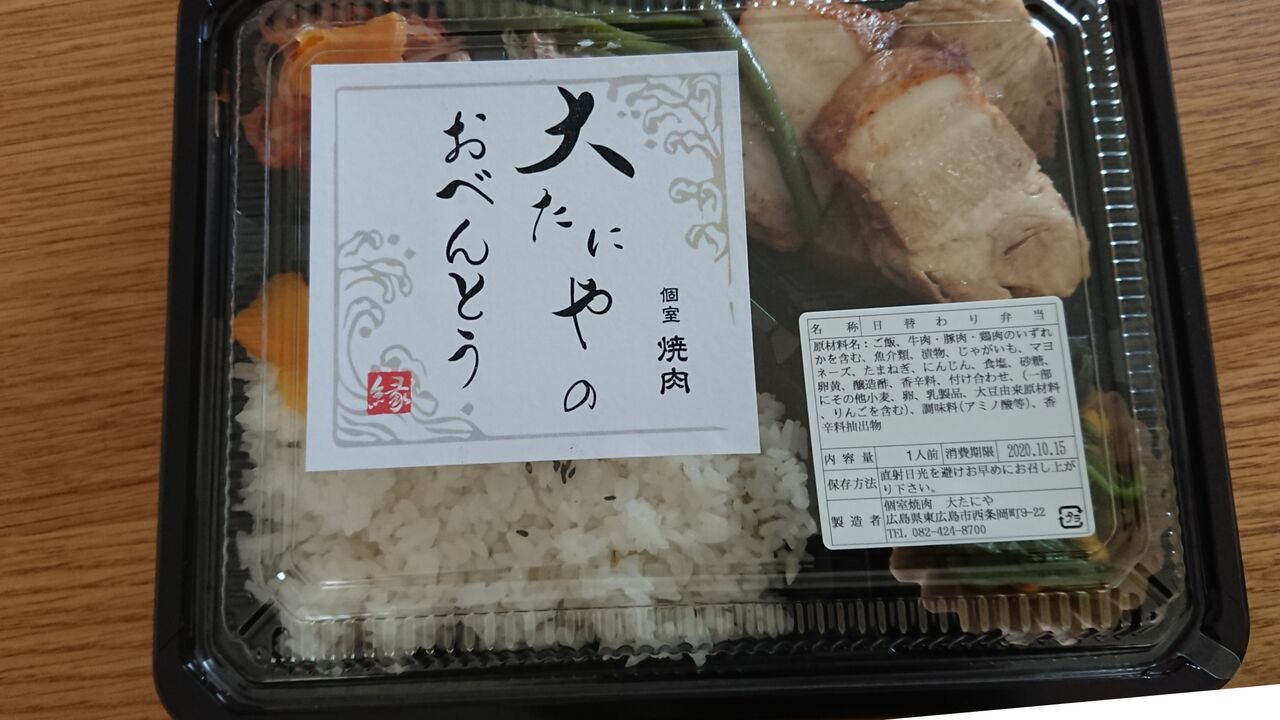 個室 焼肉
大たにやの
おべんとう
縁
名称 日替わり弁当
原材料名:ご飯、牛肉・豚肉・鶏肉のいずれ
かを含む、魚介類、漬物、じゃがいも、マヨ
ネーズ、たまねぎ、にんじん、食塩、砂糖、
卵黄、醸造酢、香辛料、付け合わせ、(一部
にその他小麦、卵、乳製品、大豆由来原材料
、りんごを含む)、調味料(アミノ酸等)、香
辛料抽出物
内容量 1人前 消費期限 2020.10.15
保存方法 直射日光を避けお早めにお召し上が
り下さい。
製造者 個室焼肉 大たにや
広島県東広島市西条岡町9-22
TEL 082-424-8700
プラ